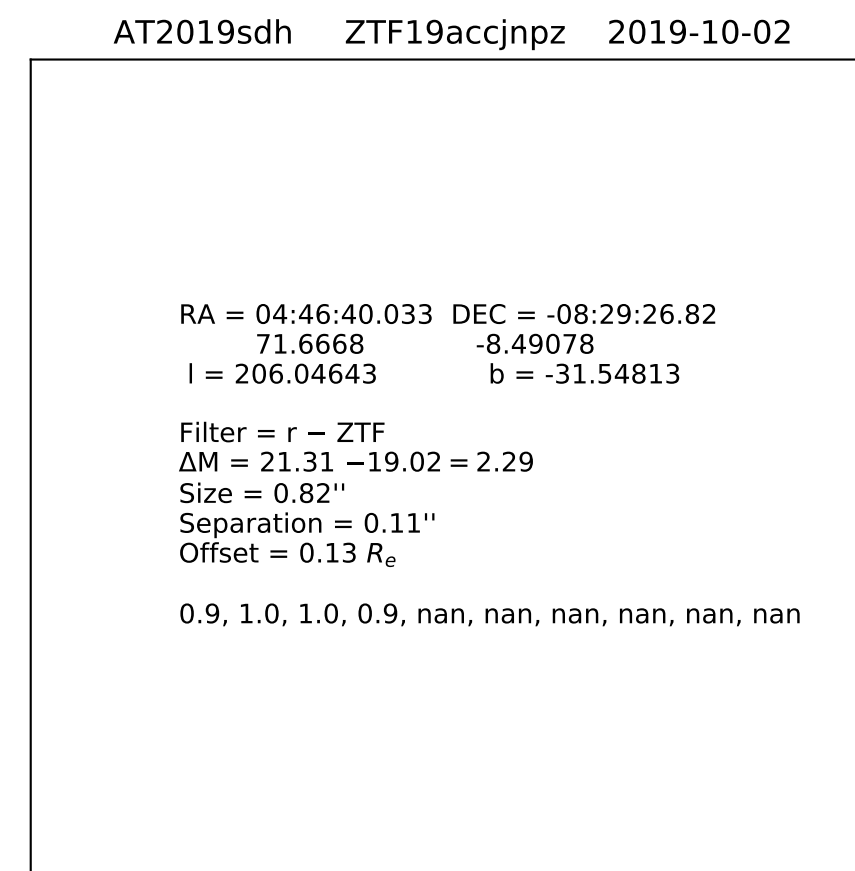 AT2019sdh ZTF19accjnpz 2019-10-02
RA = 04:46:40.033 DEC = -08:29:26.82
71.6668 -8.49078
l = 206.04643 b = -31.54813
Filter = r − ZTF
ΔM = 21.31 −19.02 = 2.29
Size = 0.82''
Separation = 0.11''
Offset = 0.13 Re
0.9, 1.0, 1.0, 0.9, nan, nan, nan, nan, nan, nan